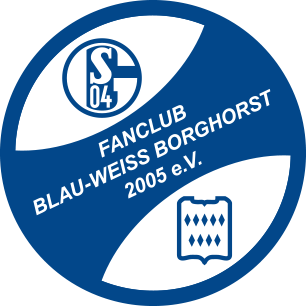 S
04
FANCLUB
BLAU-WEISS BORGHORST
2005 e.V.